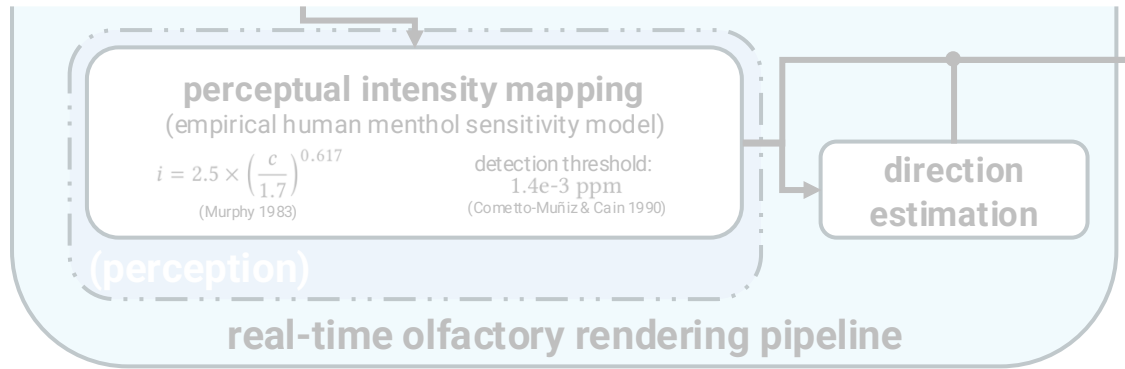 perceptual intensity mapping
(empirical human menthol sensitivity model)
i = 2.5 × (c/1.7)^0.617
(Murphy 1983)
detection threshold:
1.4e-3 ppm
(Cometto-Muñiz & Cain 1990)
direction
estimation
(perception)
real-time olfactory rendering pipeline